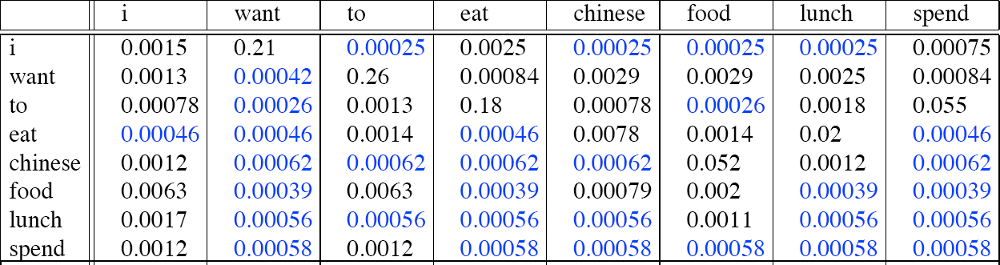 i want to eat chinese food lunch spend
i 0.0015 0.21 0.00025 0.0025 0.00025 0.00025 0.00025 0.00075
want 0.0013 0.00042 0.26 0.00084 0.0029 0.0029 0.0025 0.00084
to 0.00078 0.00026 0.0013 0.18 0.00078 0.00026 0.0018 0.055
eat 0.00046 0.00046 0.0014 0.00046 0.0078 0.0014 0.02 0.00046
chinese 0.0012 0.00062 0.00062 0.00062 0.00062 0.052 0.0012 0.00062
food 0.0063 0.00039 0.0063 0.00039 0.00079 0.002 0.00039 0.00039
lunch 0.0017 0.00056 0.00056 0.00056 0.00056 0.0011 0.00056 0.00056
spend 0.0012 0.00058 0.0012 0.00058 0.00058 0.00058 0.00058 0.00058